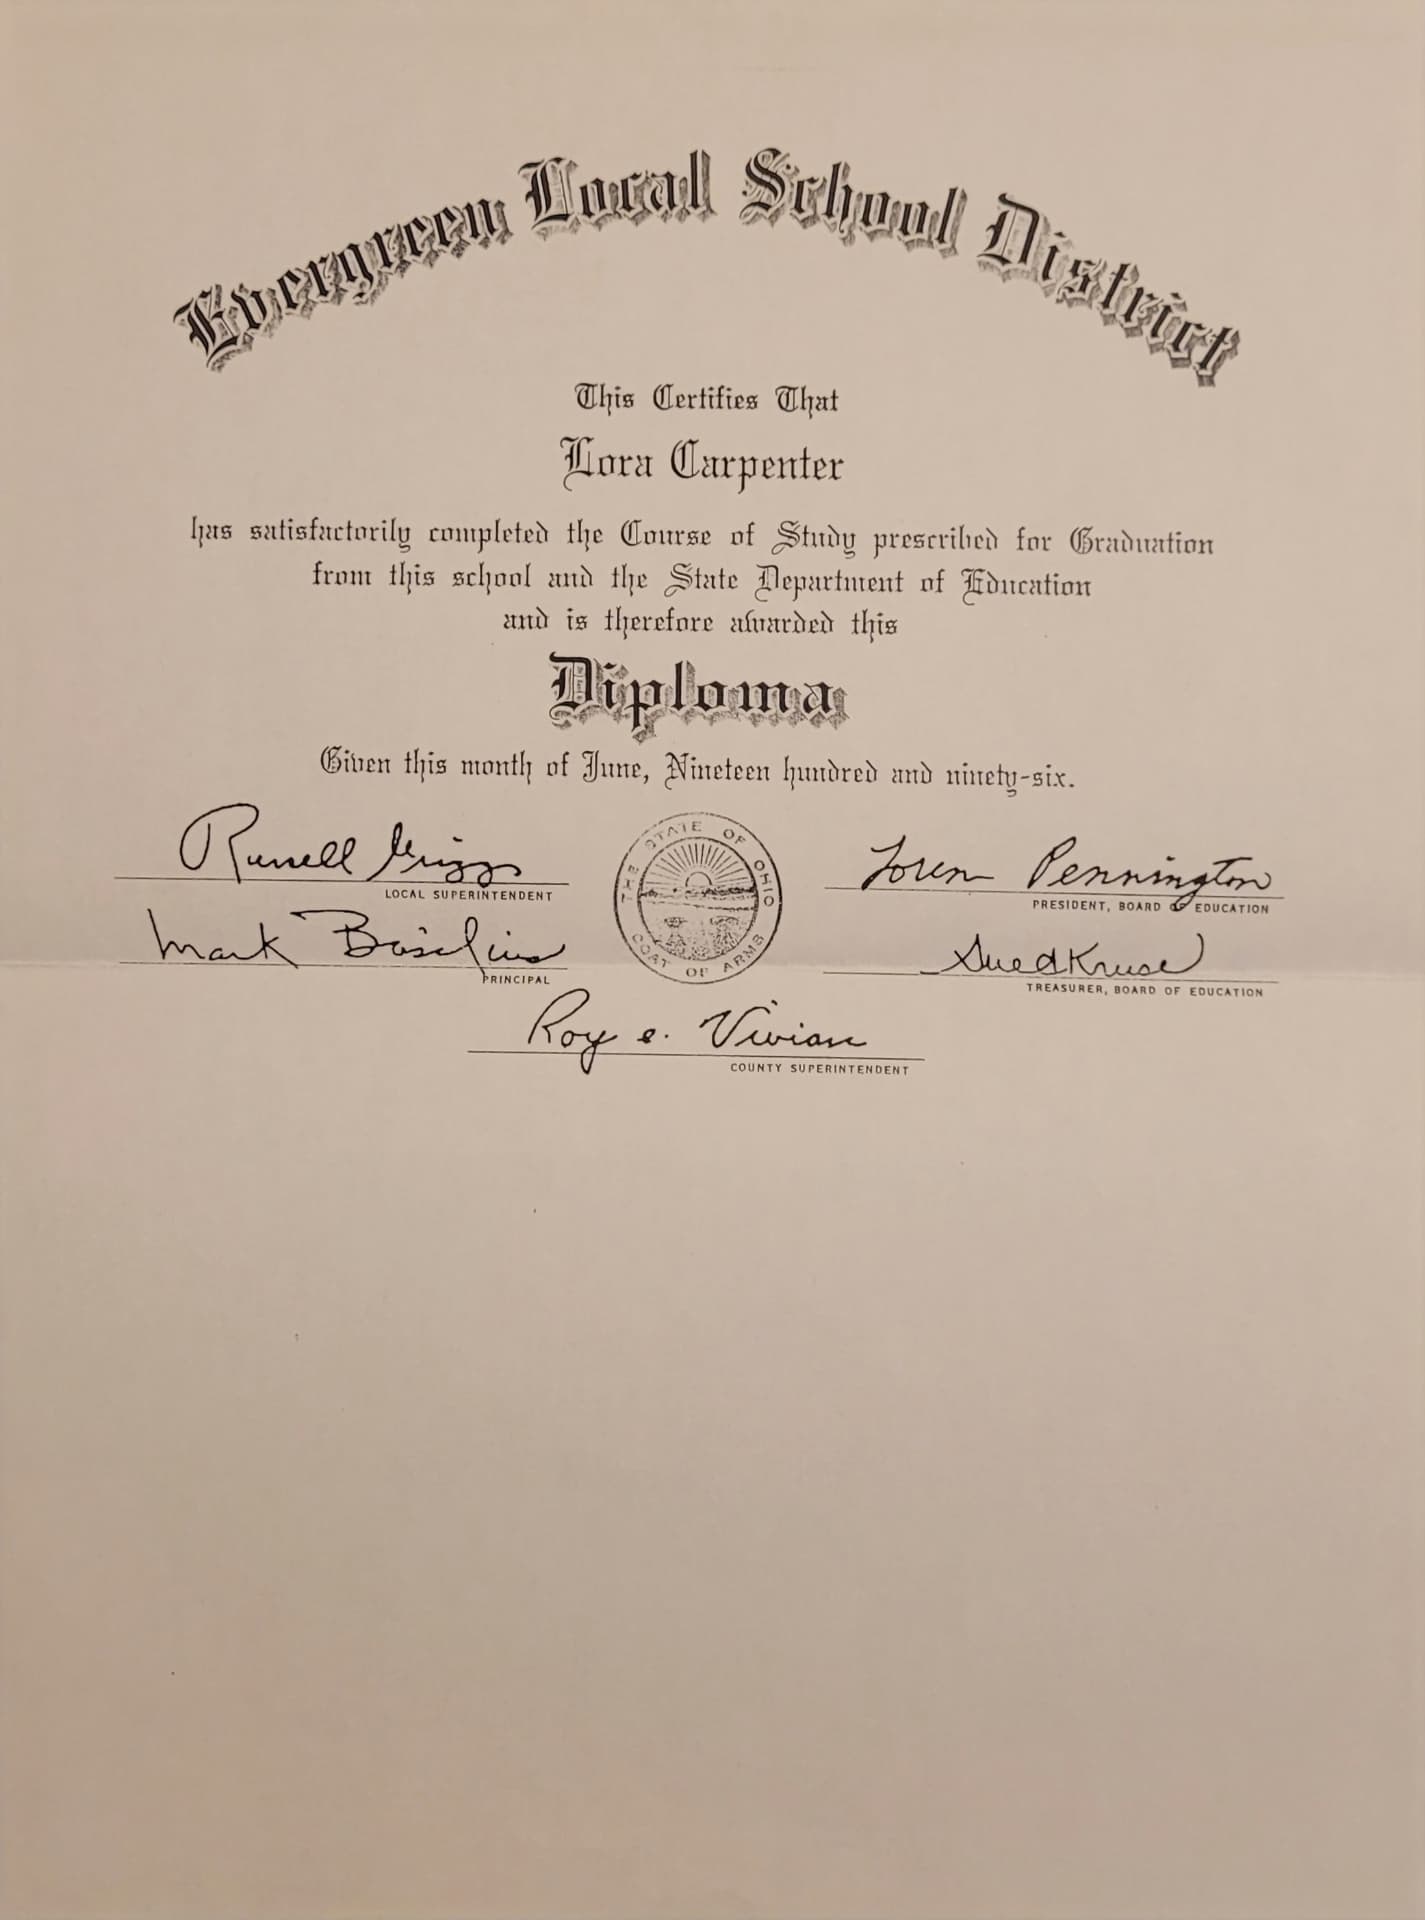 Evergreen Local School District
This Certifies That
Lora Carpenter
has satisfactorily completed the Course of Study prescribed for Graduation
from this school and the State Department of Education
and is therefore awarded this
Diploma
Given this month of June, Nineteen hundred and ninety-six.
Russell Griggs
LOCAL SUPERINTENDENT
Mark
PRINCIPAL
THE STATE OF OHIO
COAT OF ARMS
Loren Pennington
PRESIDENT, BOARD OF EDUCATION
Sue d Kruse
TREASURER, BOARD OF EDUCATION
Roy e. Vivian
COUNTY SUPERINTENDENT